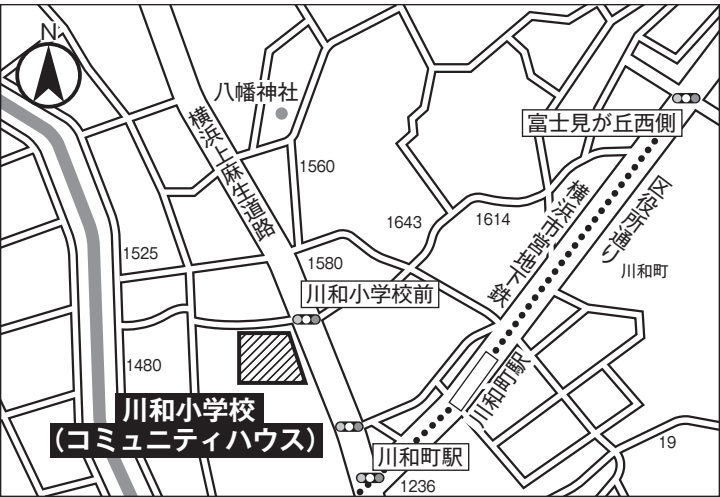 N
八幡神社
横浜上麻生道路
富士見が丘西側
1560
横浜市営地下鉄
区役所通り
1643
1614
川和町
1525
1580
川和小学校前
1480
川和町駅
川和小学校
(コミュニティハウス)
川和町駅
19
1236